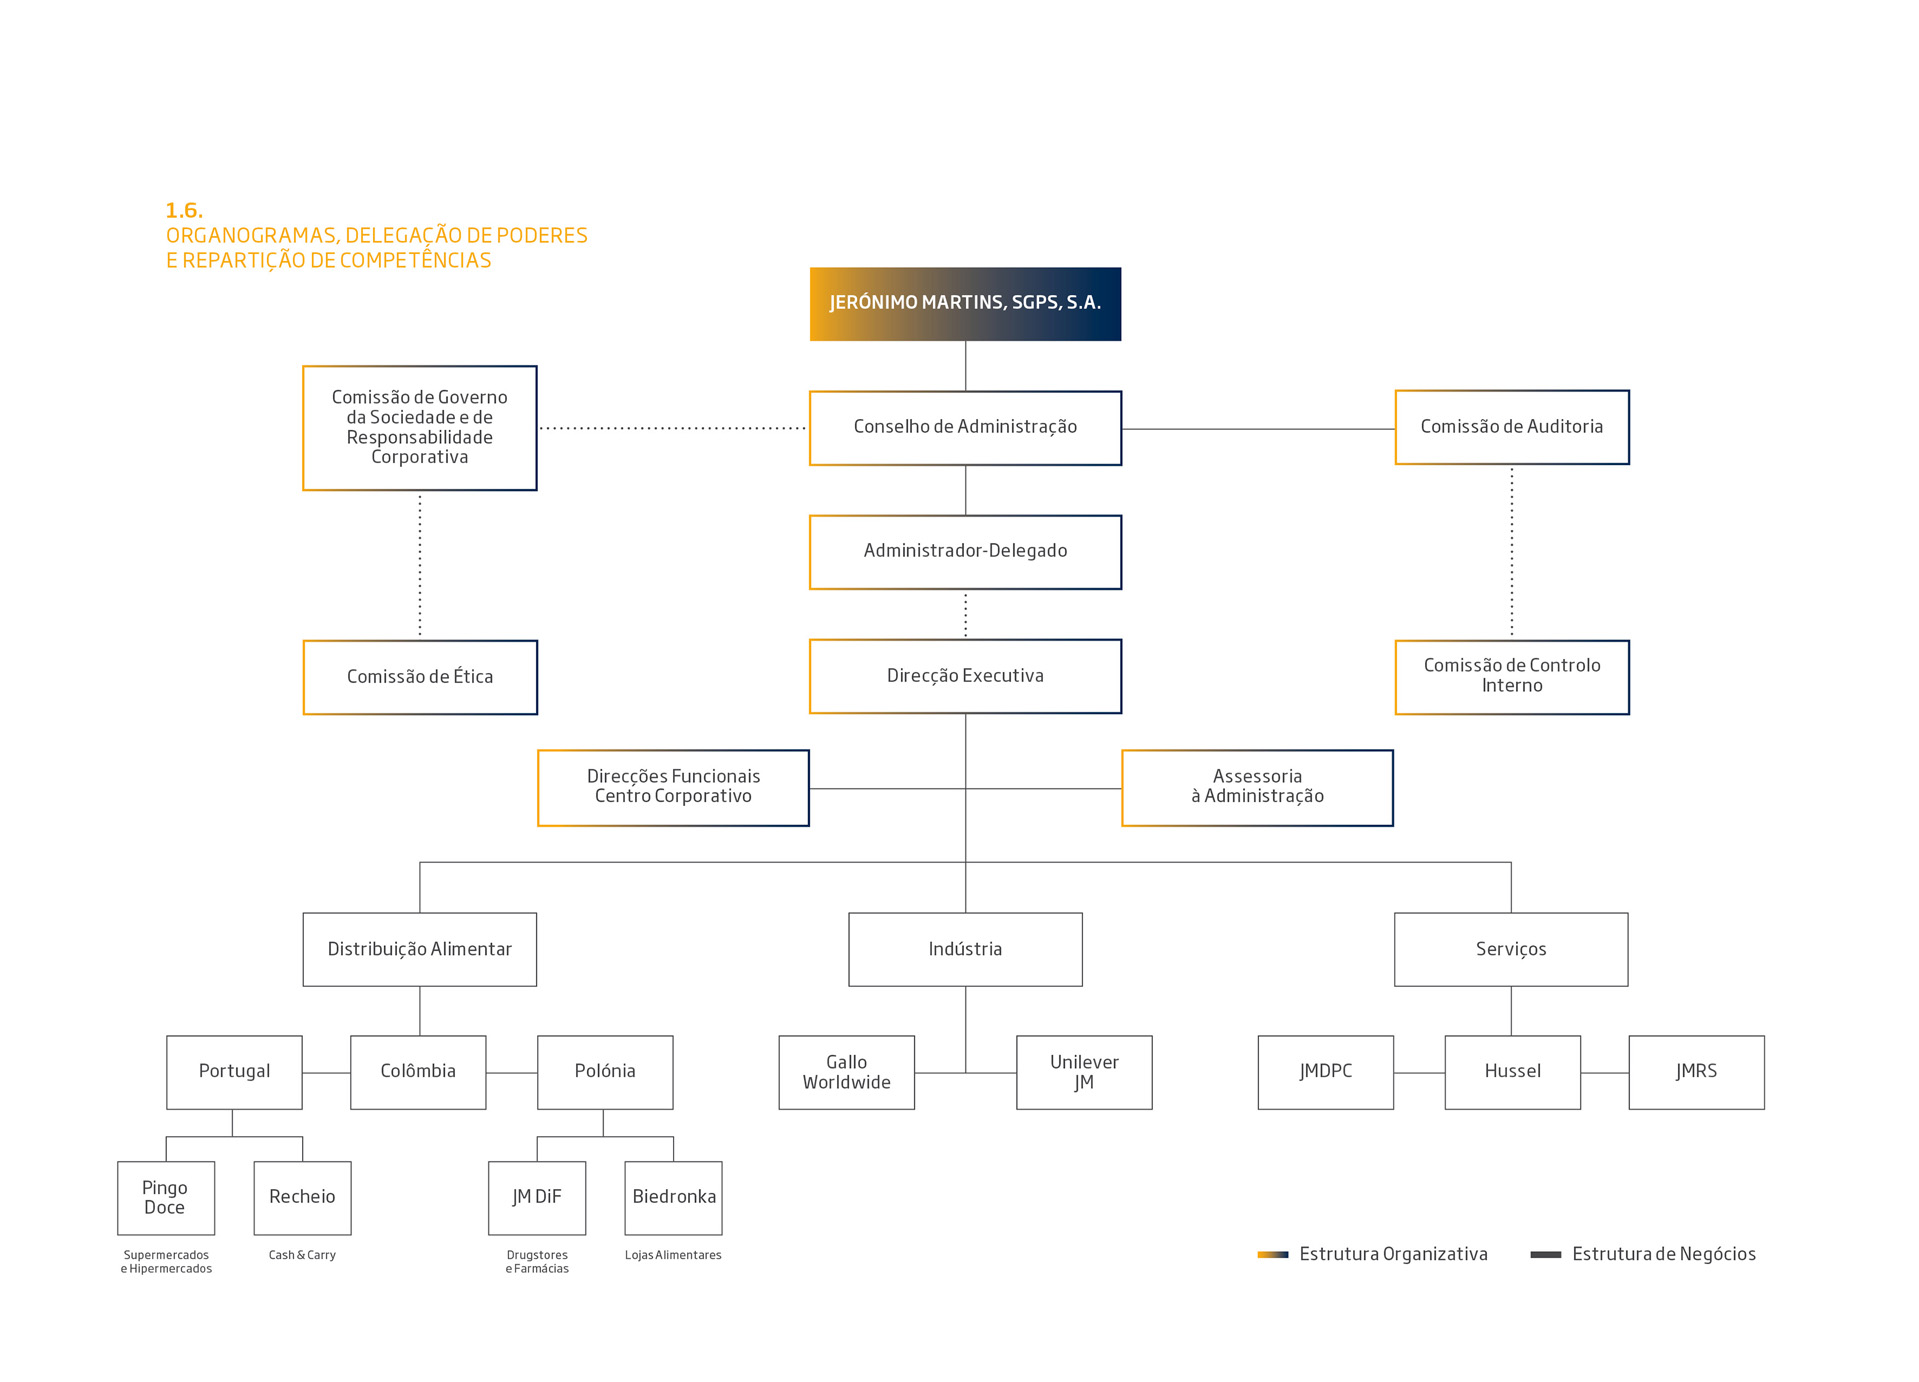 1.6.
ORGANOGRAMAS, DELEGAÇÃO DE PODERES
E REPARTIÇÃO DE COMPETÊNCIAS
JERÓNIMO MARTINS, SGPS, S.A.
Comissão de Governo
da Sociedade e de
Responsabilidade
Corporativa
Conselho de Administração
Comissão de Auditoria
Administrador-Delegado
Comissão de Ética
Direcção Executiva
Comissão de Controlo
Interno
Direcções Funcionais
Centro Corporativo
Assessoria
à Administração
Distribuição Alimentar
Indústria
Serviços
Portugal
Colômbia
Polónia
Gallo
Worldwide
Unilever
JM
JMDPC
Hussel
JMRS
Pingo
Doce
Recheio
JM DiF
Biedronka
Supermercados
e Hipermercados
Cash & Carry
Drugstores
e Farmácias
Lojas Alimentares
Estrutura Organizativa
Estrutura de Negócios